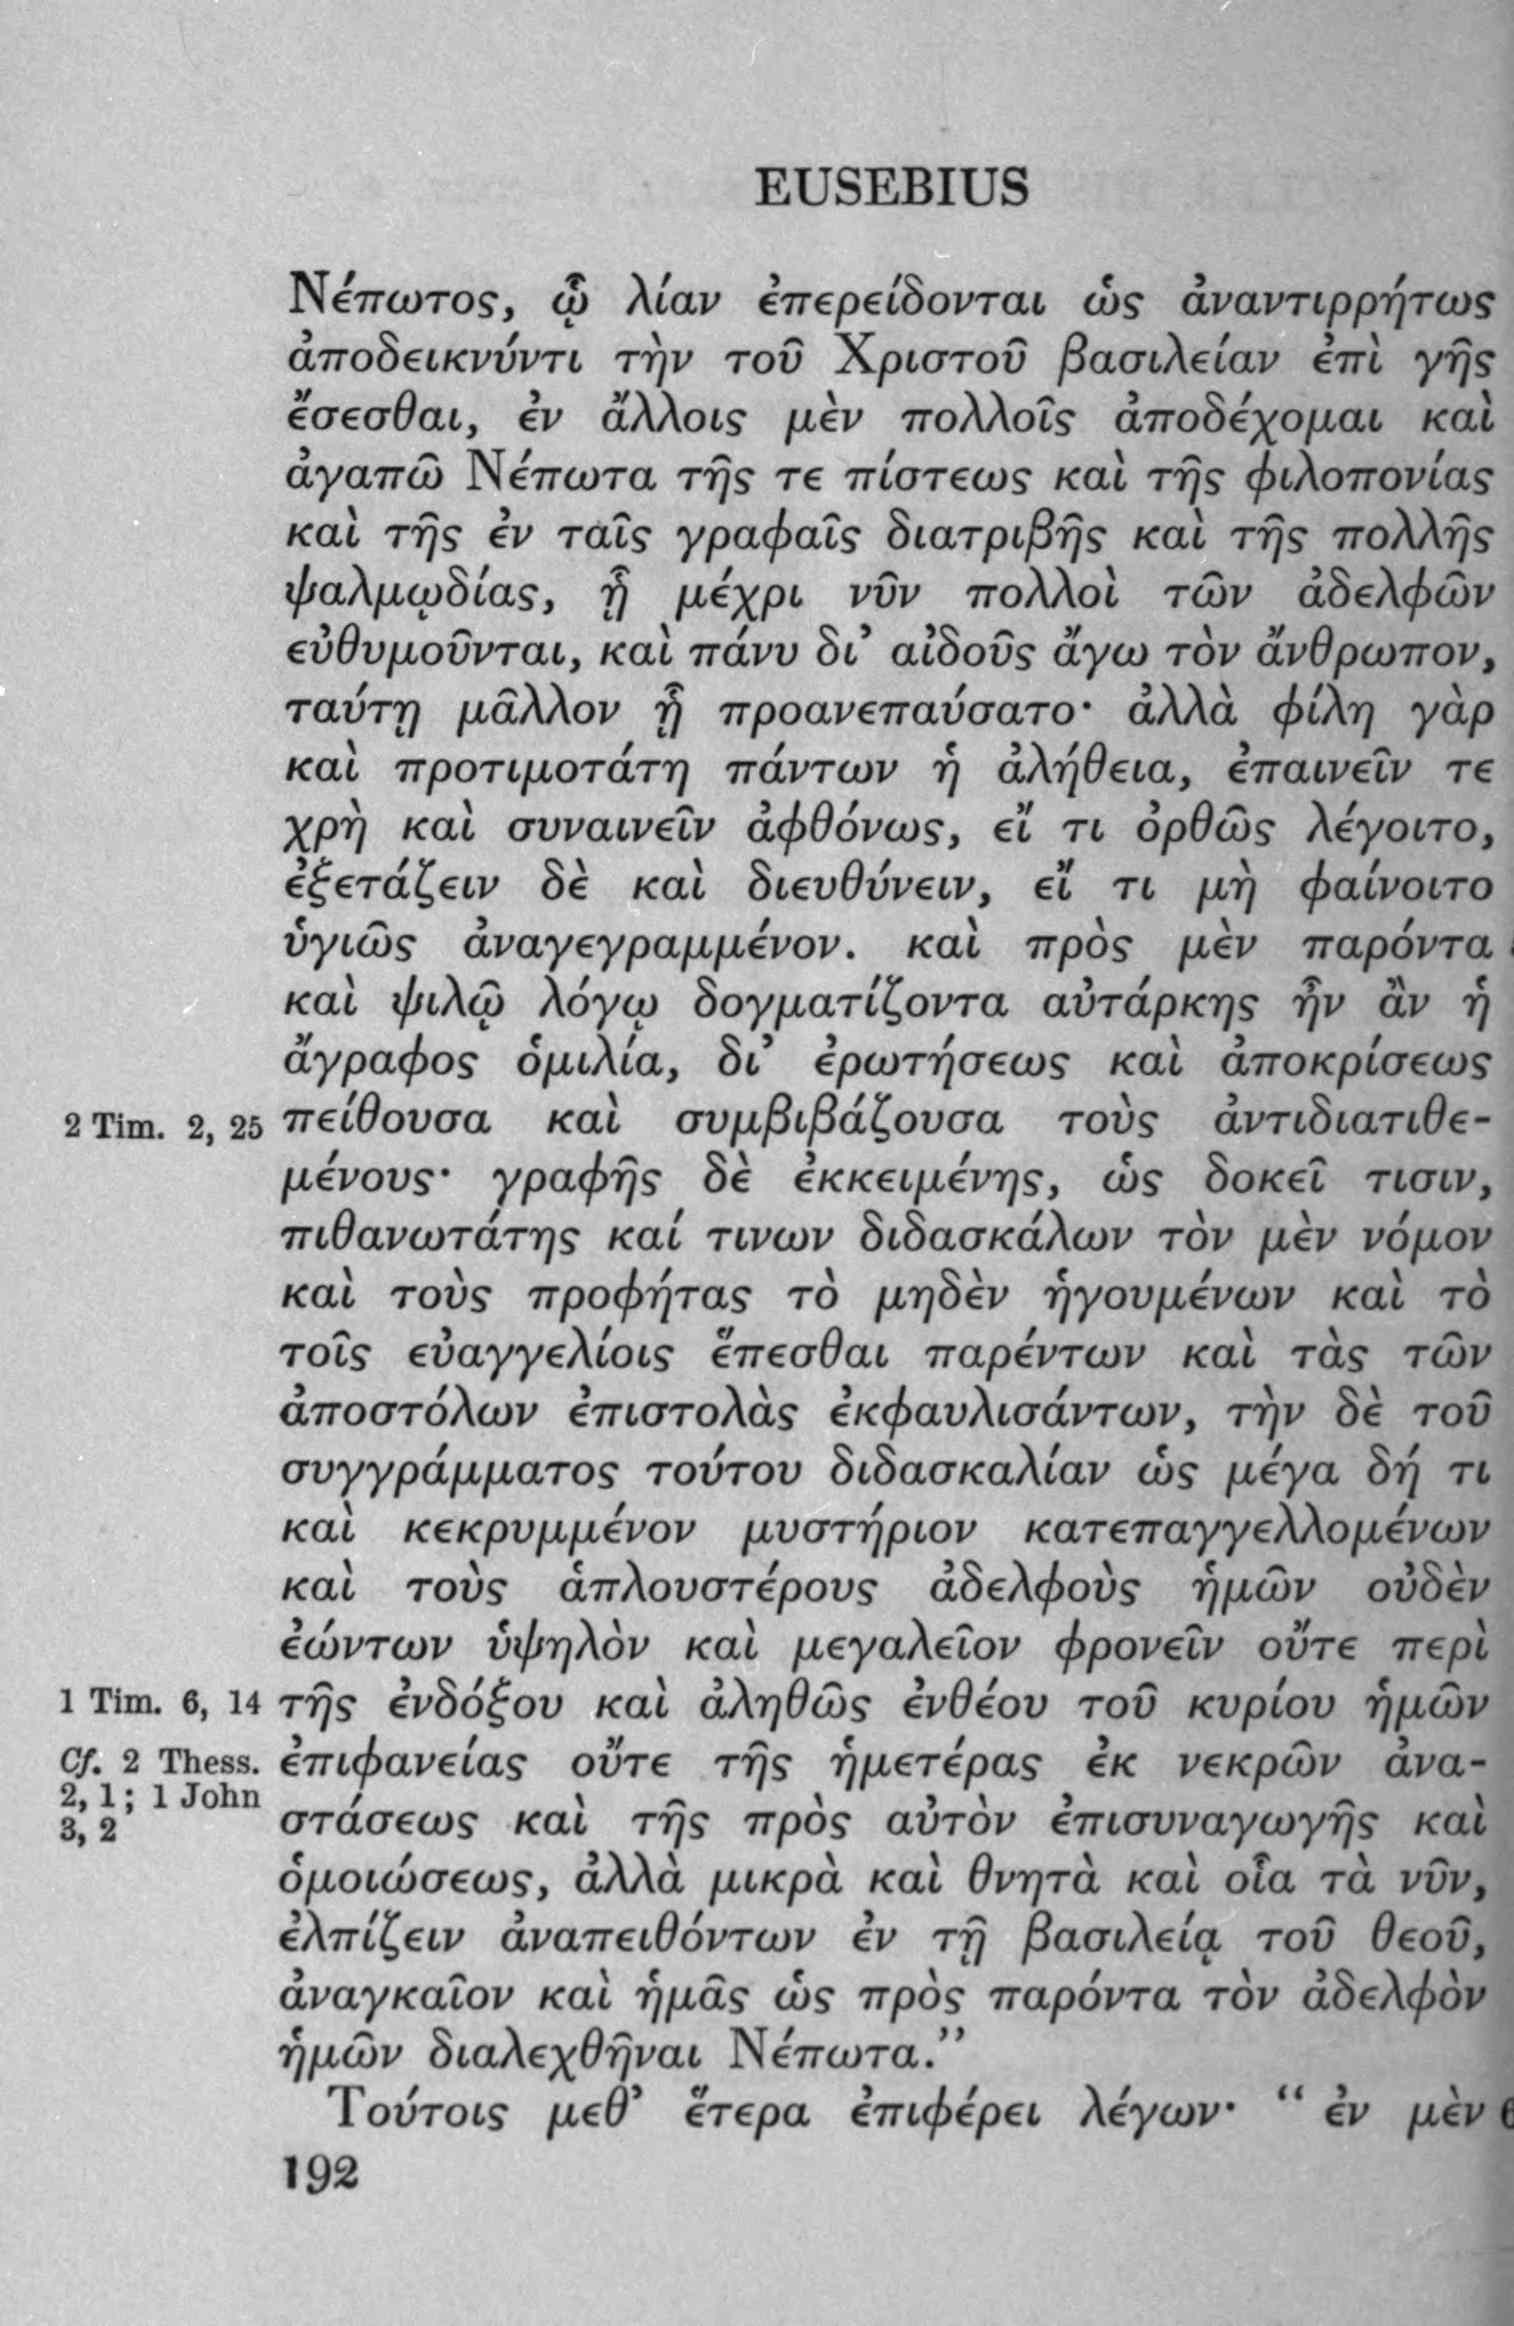 EUSEBIUS
Νέπωτος, ᾧ λίαν ἐπερείδονται ὡς ἀναντιρρήτως
ἀποδεικνύντι τὴν τοῦ Χριστοῦ βασιλείαν ἐπὶ γῆς
ἔσεσθαι, ἐν ἄλλοις μὲν πολλοῖς ἀποδέχομαι καὶ
ἀγαπῶ Νέπωτα τῆς τε πίστεως καὶ τῆς φιλοπονίας
καὶ τῆς ἐν ταῖς γραφαῖς διατριβῆς καὶ τῆς πολλῆς
ψαλμῳδίας, ᾗ μέχρι νῦν πολλοὶ τῶν ἀδελφῶν
εὐθυμοῦνται, καὶ πάνυ δι’ αἰδοῦς ἄγω τὸν ἄνθρωπον,
ταύτῃ μᾶλλον ᾗ προανεπαύσατο· ἀλλὰ φίλη γὰρ
καὶ προτιμοτάτη πάντων ἡ ἀλήθεια, ἐπαινεῖν τε
χρὴ καὶ συναινεῖν ἀφθόνως, εἴ τι ὀρθῶς λέγοιτο,
ἐξετάζειν δὲ καὶ διευθύνειν, εἴ τι μὴ φαίνοιτο
ὑγιῶς ἀναγεγραμμένον. καὶ πρὸς μὲν παρόντα
καὶ ψιλῷ λόγῳ δογματίζοντα αὐτάρκης ἦν ἂν ἡ
ἄγραφος ὁμιλία, δι’ ἐρωτήσεως καὶ ἀποκρίσεως
2 Tim. 2, 25 πείθουσα καὶ συμβιβάζουσα τοὺς ἀντιδιατιθε-
μένους· γραφῆς δὲ ἐκκειμένης, ὡς δοκεῖ τισιν,
πιθανωτάτης καί τινων διδασκάλων τὸν μὲν νόμον
καὶ τοὺς προφήτας τὸ μηδὲν ἡγουμένων καὶ τὸ
τοῖς εὐαγγελίοις ἕπεσθαι παρέντων καὶ τὰς τῶν
ἀποστόλων ἐπιστολὰς ἐκφαυλισάντων, τὴν δὲ τοῦ
συγγράμματος τούτου διδασκαλίαν ὡς μέγα δή τι
καὶ κεκρυμμένον μυστήριον κατεπαγγελλομένων
καὶ τοὺς ἁπλουστέρους ἀδελφοὺς ἡμῶν οὐδὲν
ἐώντων ὑψηλὸν καὶ μεγαλεῖον φρονεῖν οὔτε περὶ
1 Tim. 6, 14 τῆς ἐνδόξου καὶ ἀληθῶς ἐνθέου τοῦ κυρίου ἡμῶν
Cf. 2 Thess. ἐπιφανείας οὔτε τῆς ἡμετέρας ἐκ νεκρῶν ἀνα-
2, 1; 1 John
3, 2 στάσεως καὶ τῆς πρὸς αὐτὸν ἐπισυναγωγῆς καὶ
ὁμοιώσεως, ἀλλὰ μικρὰ καὶ θνητὰ καὶ οἷα τὰ νῦν,
ἐλπίζειν ἀναπειθόντων ἐν τῇ βασιλείᾳ τοῦ θεοῦ,
ἀναγκαῖον καὶ ἡμᾶς ὡς πρὸς παρόντα τὸν ἀδελφὸν
ἡμῶν διαλεχθῆναι Νέπωτα.”
Τούτοις μεθ’ ἕτερα ἐπιφέρει λέγων· “ ἐν μὲν
192